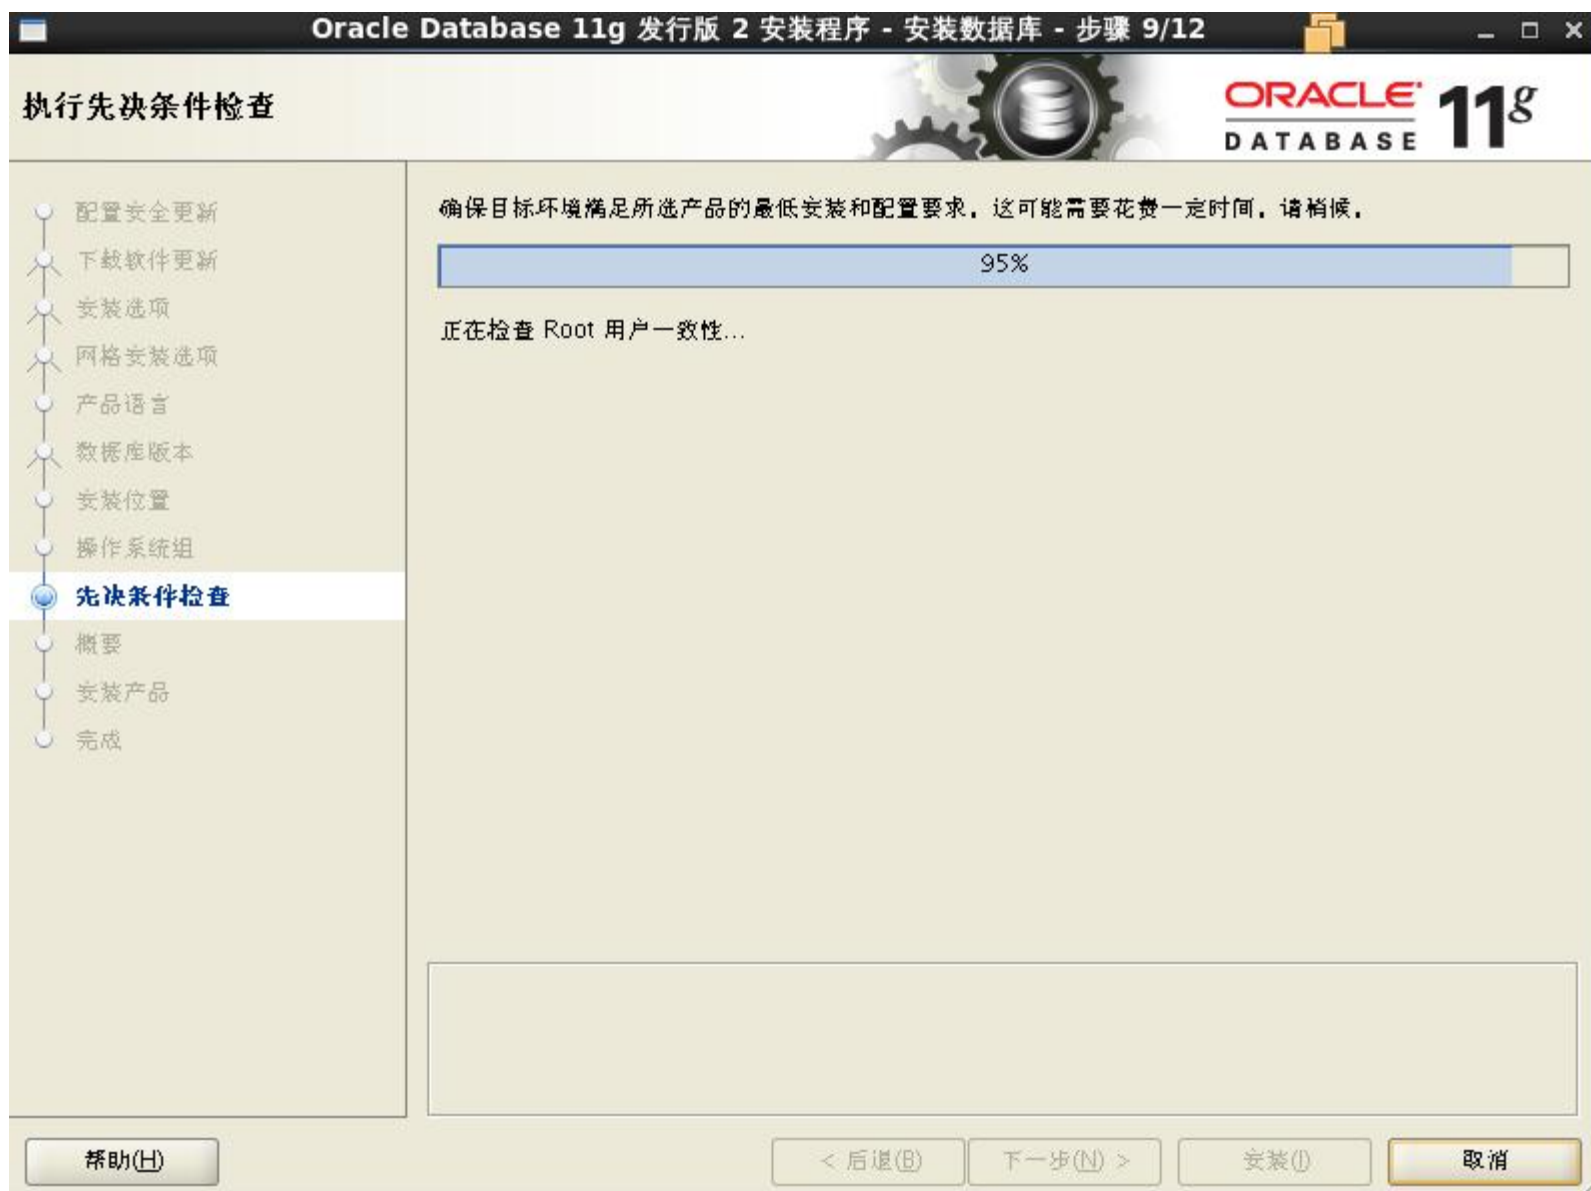 Oracle Database 11g 发行版 2 安装程序 - 安装数据库 - 步骤 9/12
执行先决条件检查
ORACLE
DATABASE
11g
配置安全更新
下载软件更新
安装选项
网格安装选项
产品语言
数据库版本
安装位置
操作系统组
先决条件检查
概要
安装产品
完成
确保目标环境满足所选产品的最低安装和配置要求。这可能需要花费一定时间。请稍候。
95%
正在检查 Root 用户一致性...
帮助(H)
< 后退(B)
下一步(N) >
安装(I)
取消